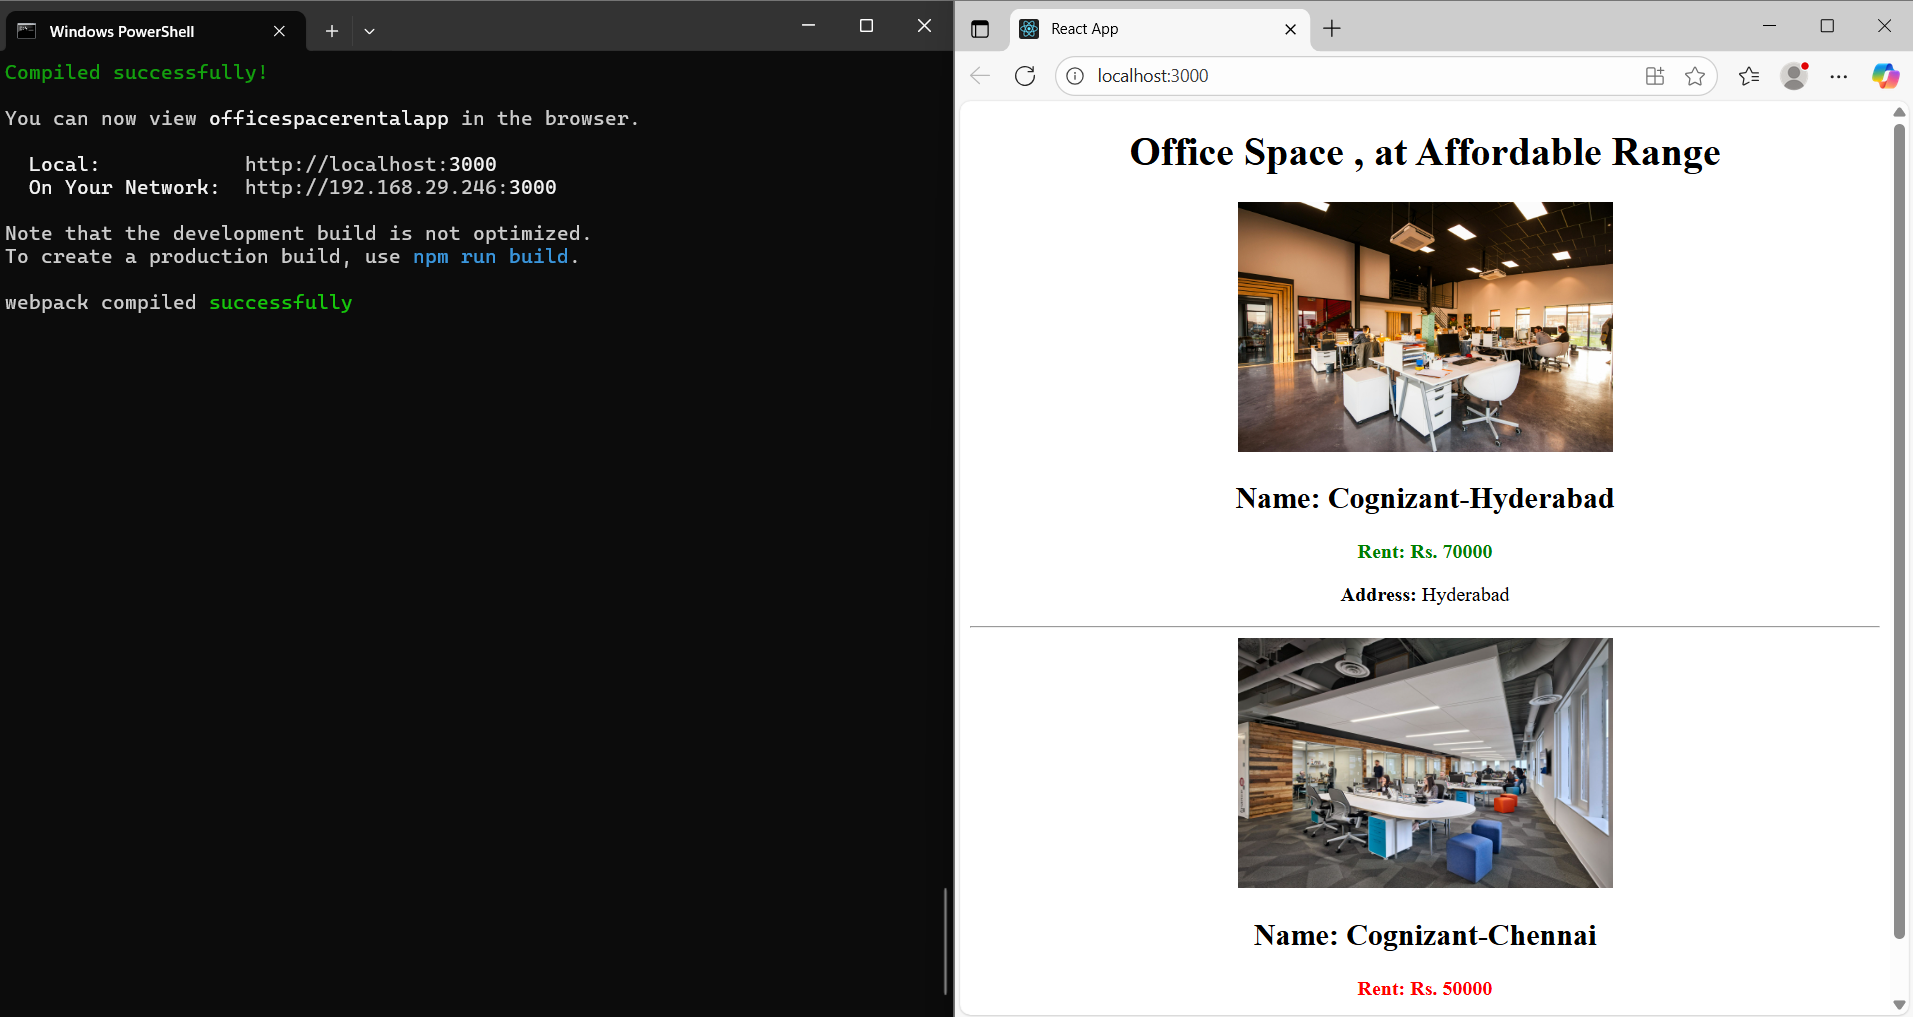 Windows PowerShell
Compiled successfully!
You can now view officespacerentalapp in the browser.
Local: http://localhost:3000
On Your Network: http://192.168.29.246:3000
Note that the development build is not optimized.
To create a production build, use npm run build.
webpack compiled successfully
React App
localhost:3000
Office Space , at Affordable Range
Name: Cognizant-Hyderabad
Rent: Rs. 70000
Address: Hyderabad
Name: Cognizant-Chennai
Rent: Rs. 50000